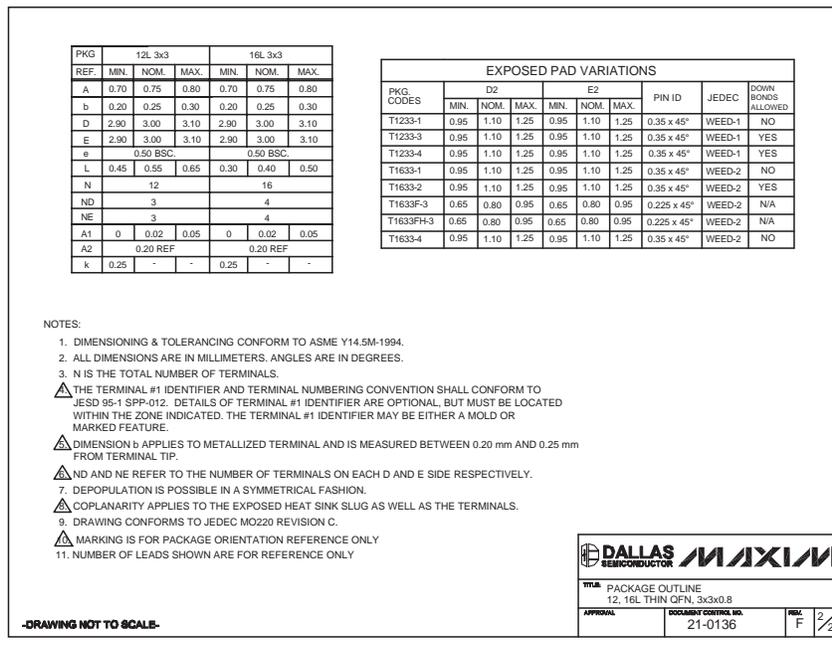 PKG 12L 3x3 16L 3x3
REF. MIN. NOM. MAX. MIN. NOM. MAX.
A 0.70 0.75 0.80 0.70 0.75 0.80
b 0.20 0.25 0.30 0.20 0.25 0.30
D 2.90 3.00 3.10 2.90 3.00 3.10
E 2.90 3.00 3.10 2.90 3.00 3.10
e 0.50 BSC. 0.50 BSC.
L 0.45 0.55 0.65 0.30 0.40 0.50
N 12 16
ND 3 4
NE 3 4
A1 0 0.02 0.05 0 0.02 0.05
A2 0.20 REF 0.20 REF
k 0.25 - - 0.25 - -
EXPOSED PAD VARIATIONS
PKG. CODES D2 E2 PIN ID JEDEC DOWN BONDS ALLOWED
MIN. NOM. MAX. MIN. NOM. MAX.
T1233-1 0.95 1.10 1.25 0.95 1.10 1.25 0.35 x 45° WEED-1 NO
T1233-3 0.95 1.10 1.25 0.95 1.10 1.25 0.35 x 45° WEED-1 YES
T1233-4 0.95 1.10 1.25 0.95 1.10 1.25 0.35 x 45° WEED-1 YES
T1633-1 0.95 1.10 1.25 0.95 1.10 1.25 0.35 x 45° WEED-2 NO
T1633-2 0.95 1.10 1.25 0.95 1.10 1.25 0.35 x 45° WEED-2 YES
T1633F-3 0.65 0.80 0.95 0.65 0.80 0.95 0.225 x 45° WEED-2 N/A
T1633FH-3 0.65 0.80 0.95 0.65 0.80 0.95 0.225 x 45° WEED-2 N/A
T1633-4 0.95 1.10 1.25 0.95 1.10 1.25 0.35 x 45° WEED-2 NO
NOTES:
1. DIMENSIONING & TOLERANCING CONFORM TO ASME Y14.5M-1994.
2. ALL DIMENSIONS ARE IN MILLIMETERS. ANGLES ARE IN DEGREES.
3. N IS THE TOTAL NUMBER OF TERMINALS.
4. THE TERMINAL #1 IDENTIFIER AND TERMINAL NUMBERING CONVENTION SHALL CONFORM TO
JESD 95-1 SPP-012. DETAILS OF TERMINAL #1 IDENTIFIER ARE OPTIONAL, BUT MUST BE LOCATED
WITHIN THE ZONE INDICATED. THE TERMINAL #1 IDENTIFIER MAY BE EITHER A MOLD OR
MARKED FEATURE.
5. DIMENSION b APPLIES TO METALLIZED TERMINAL AND IS MEASURED BETWEEN 0.20 mm AND 0.25 mm
FROM TERMINAL TIP.
6. ND AND NE REFER TO THE NUMBER OF TERMINALS ON EACH D AND E SIDE RESPECTIVELY.
7. DEPOPULATION IS POSSIBLE IN A SYMMETRICAL FASHION.
8. COPLANARITY APPLIES TO THE EXPOSED HEAT SINK SLUG AS WELL AS THE TERMINALS.
9. DRAWING CONFORMS TO JEDEC MO220 REVISION C.
10. MARKING IS FOR PACKAGE ORIENTATION REFERENCE ONLY
11. NUMBER OF LEADS SHOWN ARE FOR REFERENCE ONLY
DALLAS SEMICONDUCTOR MAXIM
TITLE: PACKAGE OUTLINE
12, 16L THIN QFN, 3x3x0.8
APPROVAL DOCUMENT CONTROL NO. REV.
21-0136 F 2/2
-DRAWING NOT TO SCALE-